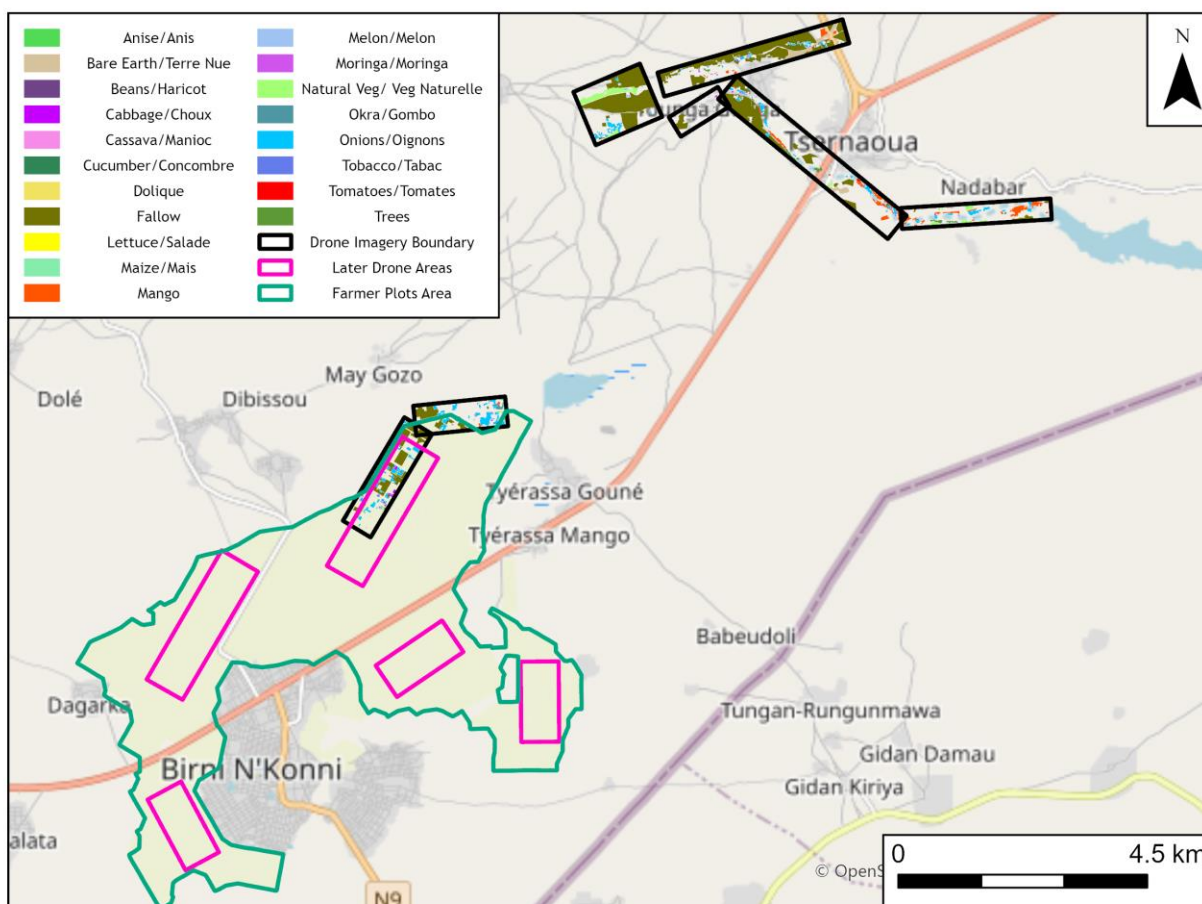 Anise/Anis
Bare Earth/Terre Nue
Beans/Haricot
Cabbage/Choux
Cassava/Manioc
Cucumber/Concombre
Dolique
Fallow
Lettuce/Salade
Maize/Mais
Mango
Melon/Melon
Moringa/Moringa
Natural Veg/ Veg Naturelle
Okra/Gombo
Onions/Oignons
Tobacco/Tabac
Tomatoes/Tomates
Trees
Drone Imagery Boundary
Later Drone Areas
Farmer Plots Area
N
Tsernaoua
Nadabar
May Gozo
Dolé
Dibissou
Tyérassa Gouné
Tyérassa Mango
Babeudoli
Dagarka
Tungan-Rungunmawa
Birni N'Konni
Gidan Damau
Gidan Kiriya
alata
N9
0 4.5 km
© OpenS